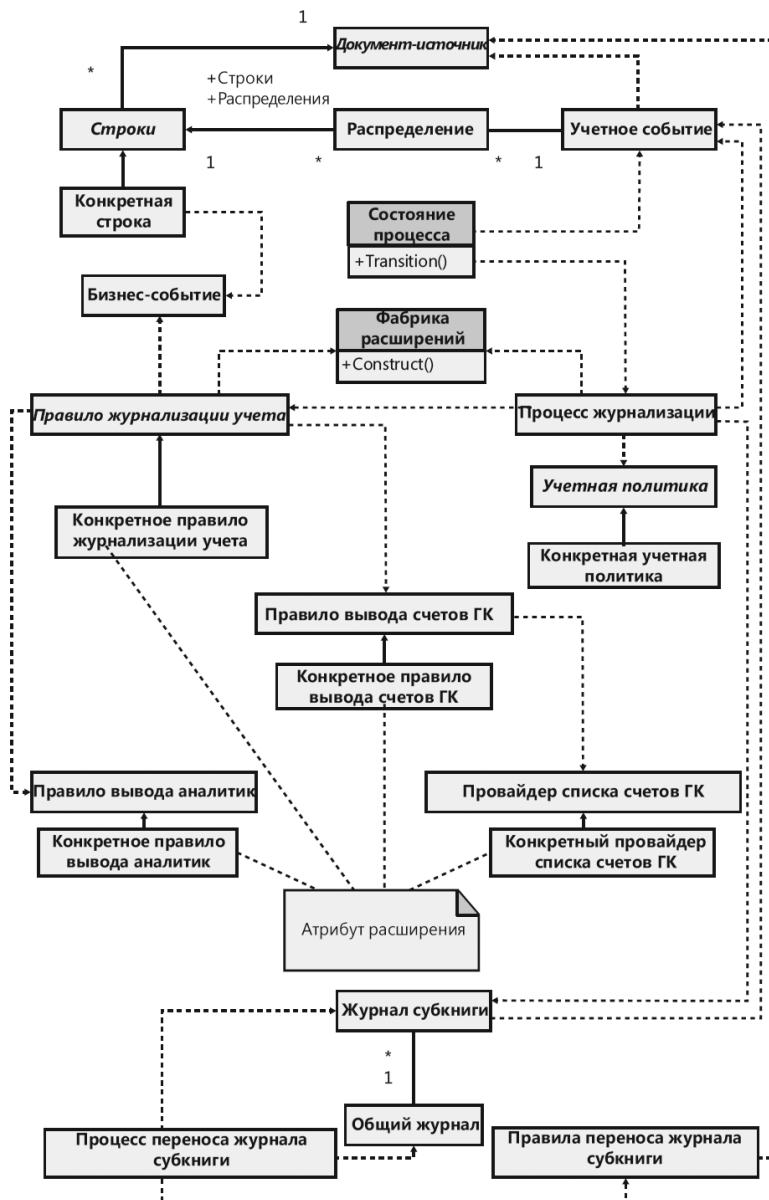 1
Документ-источник
*
+Строки
+Распределения
Строки
Распределение
Учетное событие
1
*
*
1
Конкретная
строка
Состояние
процесса
+Transition()
Бизнес-событие
Фабрика
расширений
+Construct()
Правило журнализации учета
Процесс журнализации
Учетная политика
Конкретное правило
журнализации учета
Конкретная учетная
политика
Правило вывода счетов ГК
Конкретное правило
вывода счетов ГК
Правило вывода аналитик
Провайдер списка счетов ГК
Конкретное правило
вывода аналитик
Конкретный провайдер
списка счетов ГК
Атрибут расширения
Журнал субкниги
*
1
Общий журнал
Процесс переноса журнала
субкниги
Правила переноса журнала
субкниги